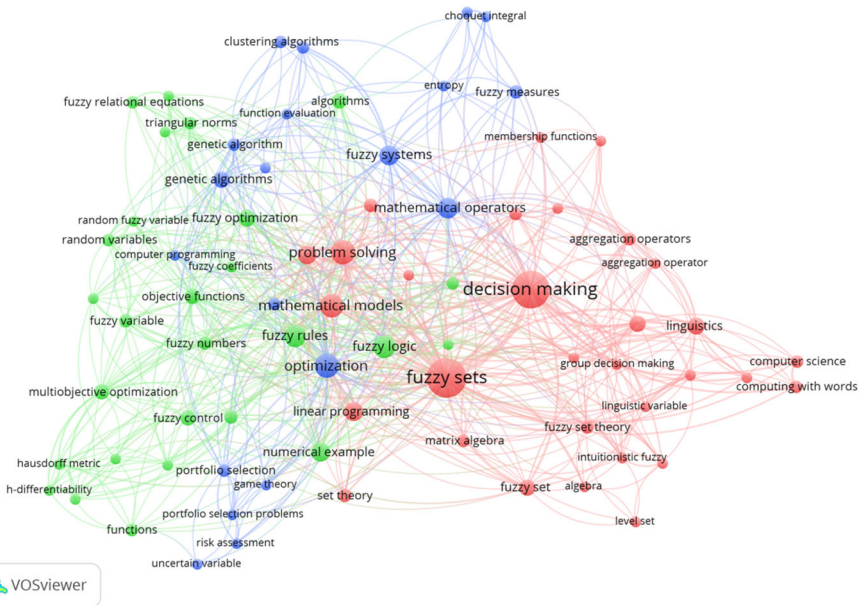 choquet integral
clustering algorithms
entropy
fuzzy measures
fuzzy relational equations
algorithms
function evaluation
triangular norms
membership functions
genetic algorithm
fuzzy systems
genetic algorithms
mathematical operators
random fuzzy variable
fuzzy optimization
random variables
aggregation operators
computer programming
problem solving
fuzzy coefficients
aggregation operator
decision making
objective functions
mathematical models
fuzzy variable
linguistics
fuzzy rules
fuzzy numbers
fuzzy logic
optimization
group decision making
computer science
fuzzy sets
computing with words
multiobjective optimization
linguistic variable
linear programming
fuzzy control
fuzzy set theory
matrix algebra
numerical example
intuitionistic fuzzy
hausdorff metric
portfolio selection
game theory
h-differentiability
set theory
fuzzy set
algebra
portfolio selection problems
level set
functions
risk assessment
uncertain variable
VOSviewer